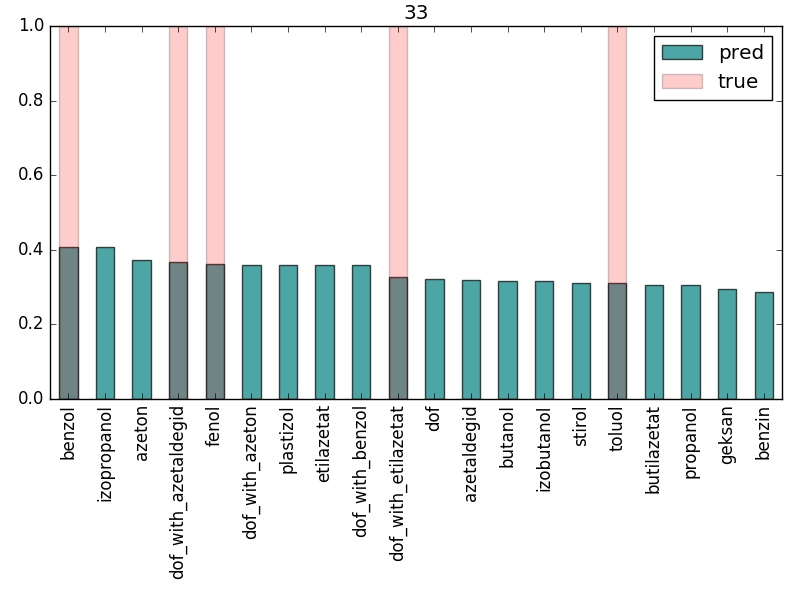 33
1.0
0.8
0.6
0.4
0.2
0.0
pred
true
benzol
izopropanol
azeton
dof_with_azetaldegid
fenol
dof_with_azeton
plastizol
etilazetat
dof_with_benzol
dof_with_etilazetat
dof
azetaldegid
butanol
izobutanol
stirol
toluol
butilazetat
propanol
geksan
benzin